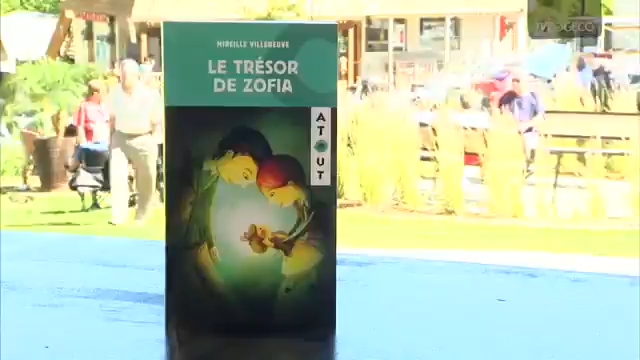 MIREILLE VILLENEUVE
LE TRÉSOR
DE ZOFIA
ATOUT